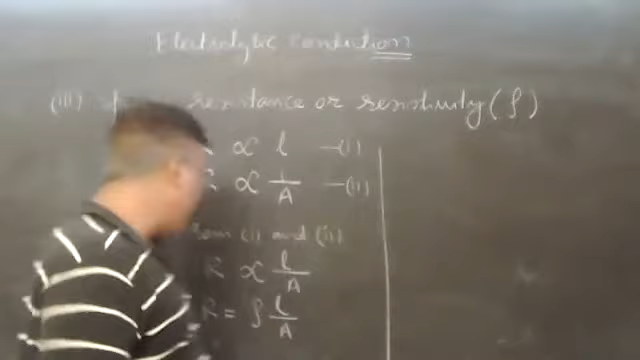 Electrolytic conduction
(III) resistance or resistivity (ρ)
R ∝ l —(I)
R ∝ 1/A —(II)
from (i) and (ii)
R ∝ l/A
R = ρ l/A